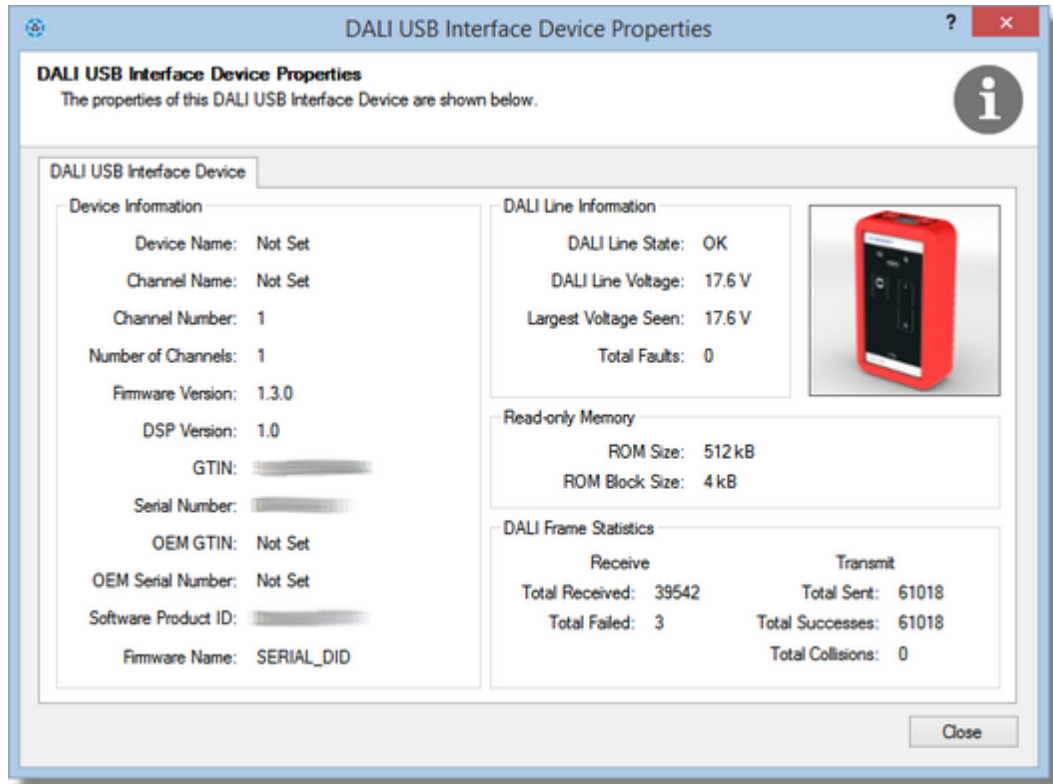 DALI USB Interface Device Properties
?
DALI USB Interface Device Properties
The properties of this DALI USB Interface Device are shown below.
DALI USB Interface Device
Device Information
Device Name: Not Set
Channel Name: Not Set
Channel Number: 1
Number of Channels: 1
Firmware Version: 1.3.0
DSP Version: 1.0
GTIN:
Serial Number:
OEM GTIN: Not Set
OEM Serial Number: Not Set
Software Product ID:
Firmware Name: SERIAL_DID
DALI Line Information
DALI Line State: OK
DALI Line Voltage: 17.6 V
Largest Voltage Seen: 17.6 V
Total Faults: 0
Read-only Memory
ROM Size: 512 kB
ROM Block Size: 4 kB
DALI Frame Statistics
Receive Transmit
Total Received: 39542 Total Sent: 61018
Total Failed: 3 Total Successes: 61018
Total Collisions: 0
Close